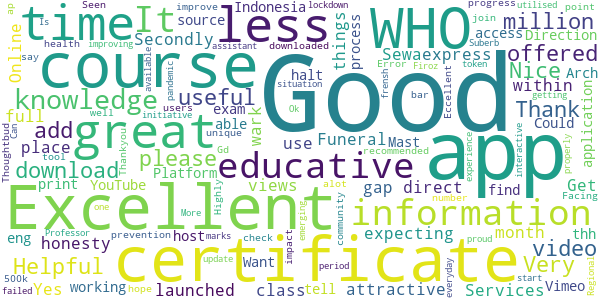 Seen lockdown Indonesia improve progress
ap time It less WHO million utilised point
health assistant downloaded things Secondly source join access Direction
say improving process Sewaexpress offered
Online course Good Error Firoz token Suberb
Is situation pandemic available halt bar frensh Nice Arch
knowledge users useful exam Eccellent within
Thoughtbud Can full well initiative able Ok Mast Thank application
tool add great unique wark Funeral Could getting
place Thankyou please Gd use recommended interactive properly
download Platform educative app
print YouTube views gap direct find experience Get
Excellent information Facing
one More Highly expecting community emerging number month
eng Professor prevention marks check impact thh proud
honesty host certificate video
500k Helpful Want update period Very everyday start
failed Yes hope working launched class tell alot attractive Services Vimeo Regional